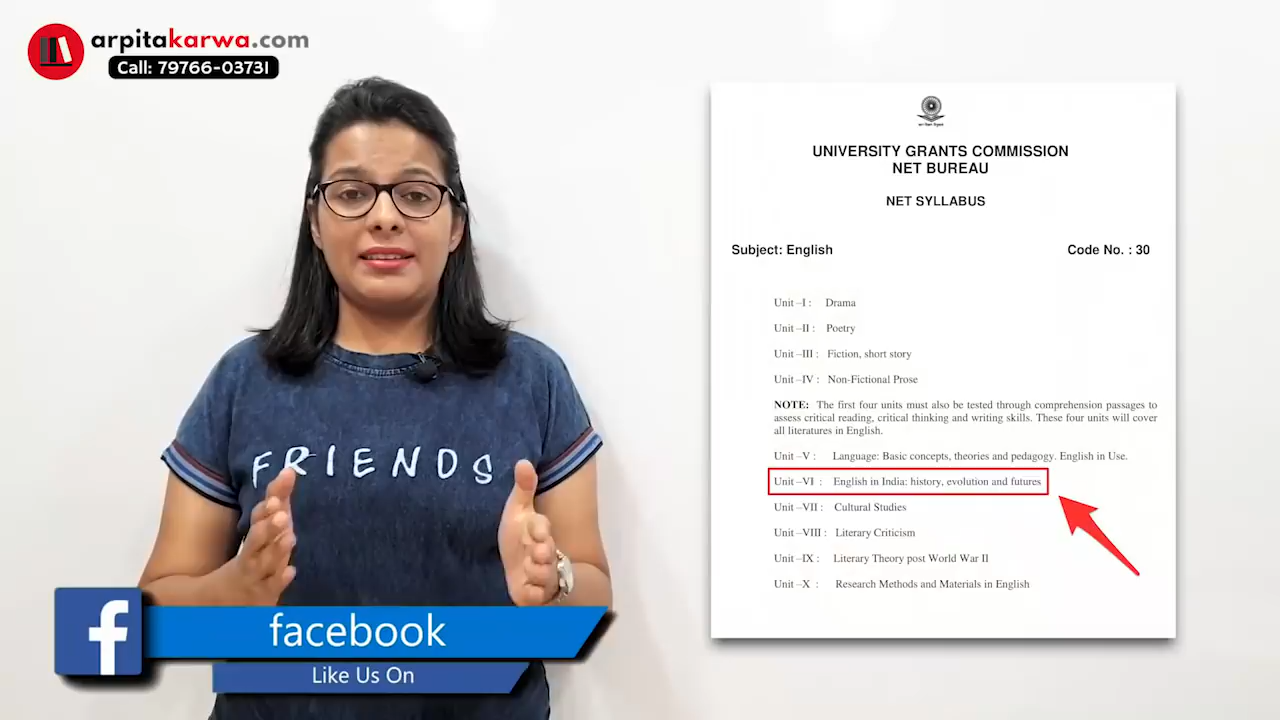 arpitakarwa.com
Call: 79766-03731
UNIVERSITY GRANTS COMMISSION
NET BUREAU
NET SYLLABUS
Subject: English Code No. : 30
Unit –I : Drama
Unit –II : Poetry
Unit –III : Fiction, short story
Unit –IV : Non-Fictional Prose
NOTE: The first four units must also be tested through comprehension passages to
assess critical reading, critical thinking and writing skills. These four units will cover
all literatures in English.
Unit –V : Language: Basic concepts, theories and pedagogy. English in Use.
Unit –VI : English in India: history, evolution and futures
Unit –VII : Cultural Studies
Unit –VIII : Literary Criticism
Unit –IX : Literary Theory post World War II
Unit –X : Research Methods and Materials in English
FRIENDS
f
facebook
Like Us On